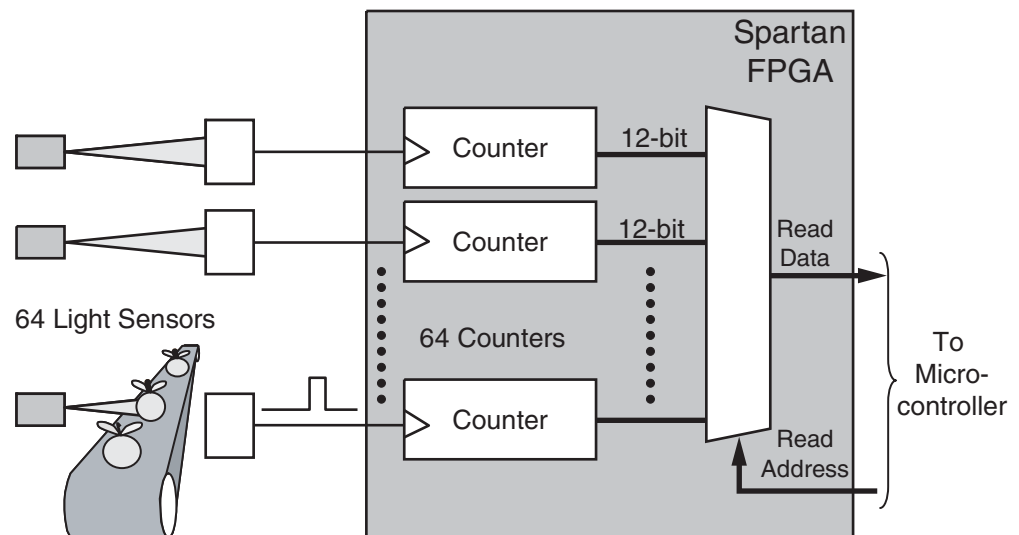 Spartan
FPGA
Counter
12-bit
Counter
12-bit
Read
Data
64 Light Sensors
64 Counters
To
Micro-
controller
Counter
Read
Address